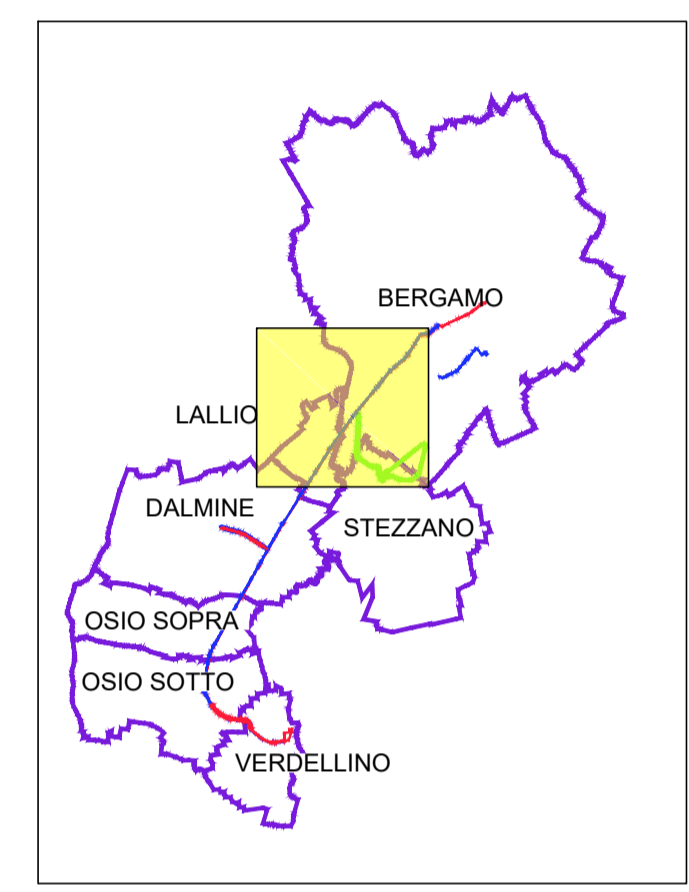 BERGAMO
LALLIO
DALMINE
STEZZANO
OSIO SOPRA
OSIO SOTTO
VERDELLINO